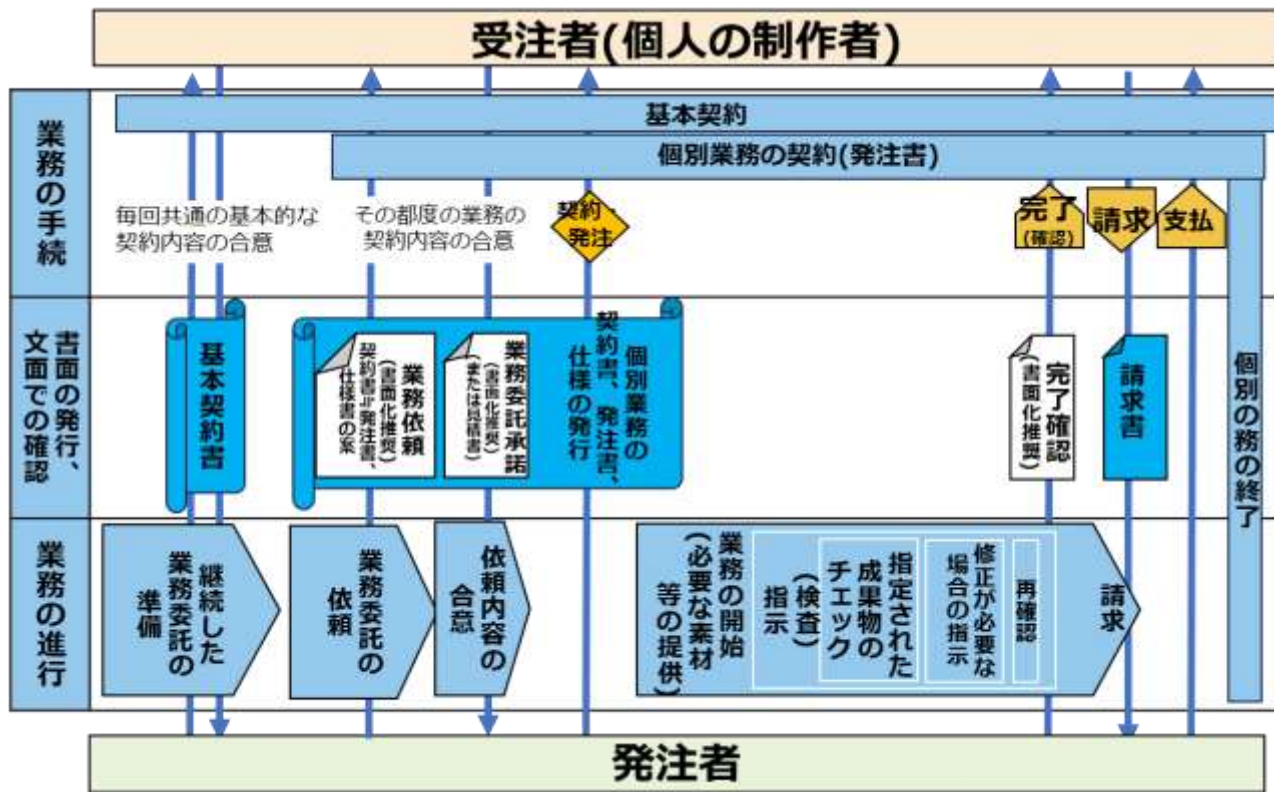 受注者(個人の制作者)
業務の手続
基本契約
個別業務の契約(発注書)
毎回共通の基本的な
契約内容の合意
その都度の業務の
契約内容の合意
契約
発注
完了
(確認)
請求
支払
書面の発行、
文面での確認
基本契約書
業務依頼
(書面化推奨)
契約書≒発注書、
仕様書の案
業務委託承諾
(書面化推奨)
(または見積書)
個別業務の
契約書、発注書、
仕様の発行
完了確認
(書面化推奨)
請求書
個別の務の終了
業務の進行
継続した
業務委託の
準備
業務委託の
依頼
依頼内容の
合意
業務の開始
(必要な素材
等の提供)
指定された
成果物の
チェック
(検査)
指示
修正が必要な
場合の指示
再確認
請求
発注者